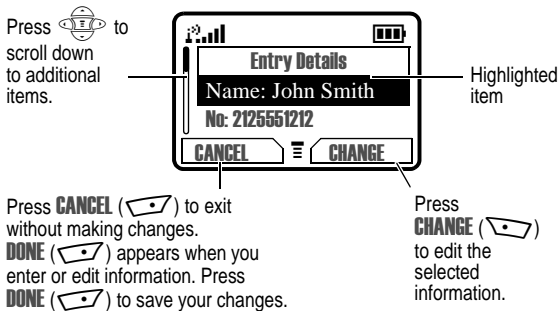 Press to
scroll down
to additional
items.
Entry Details
Name: John Smith
No: 2125551212
CANCEL
CHANGE
Highlighted
item
Press CANCEL ( ) to exit
without making changes.
DONE ( ) appears when you
enter or edit information. Press
DONE ( ) to save your changes.
Press
CHANGE ( )
to edit the
selected
information.